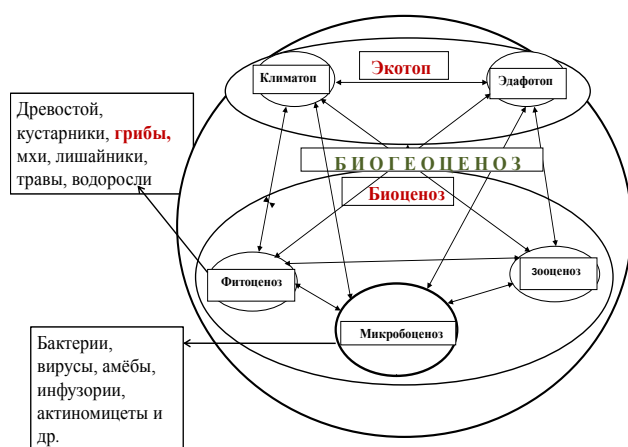 Экотоп
Климатоп
Эдафотоп
Древостой,
кустарники, грибы,
мхи, лишайники,
травы, водоросли
БИОГЕОЦЕНОЗ
Биоценоз
Фитоценоз
зооценоз
Микробоценоз
Бактерии,
вирусы, амёбы,
инфузории,
актиномицеты и
др.